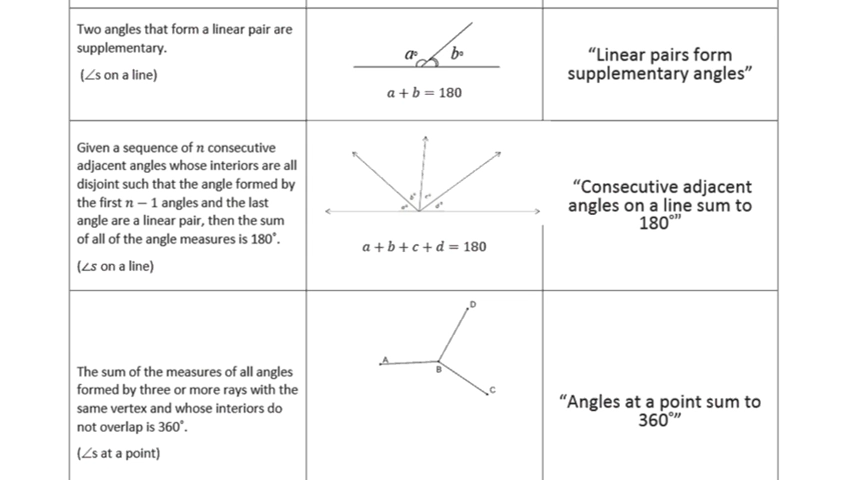 Two angles that form a linear pair are
supplementary.
(∠s on a line)
a° b°
a + b = 180
“Linear pairs form
supplementary angles”
Given a sequence of n consecutive
adjacent angles whose interiors are all
disjoint such that the angle formed by
the first n − 1 angles and the last
angle are a linear pair, then the sum
of all of the angle measures is 180°.
(∠s on a line)
a + b + c + d = 180
“Consecutive adjacent
angles on a line sum to
180°”
The sum of the measures of all angles
formed by three or more rays with the
same vertex and whose interiors do
not overlap is 360°.
(∠s at a point)
D
A
B
C
“Angles at a point sum to
360°”